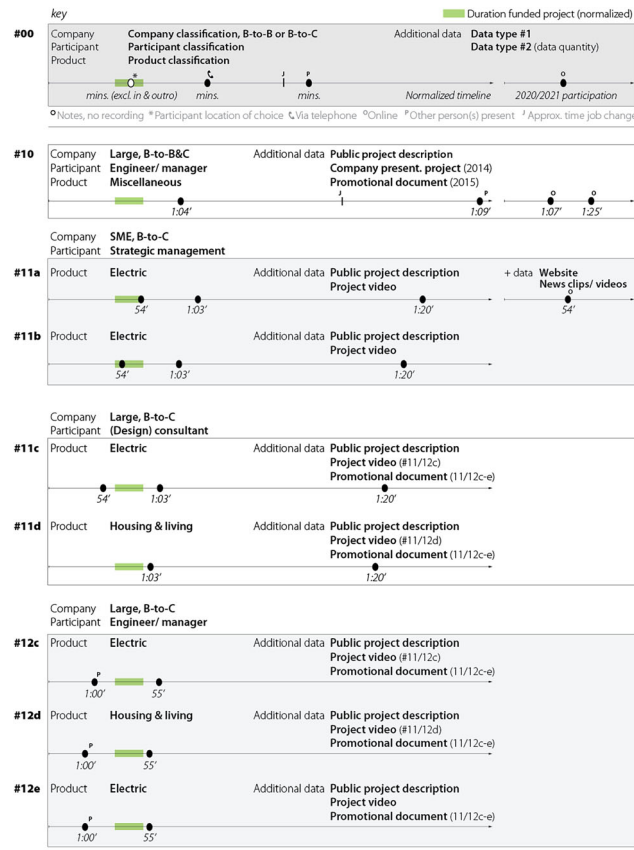 key
Duration funded project (normalized)
#00 Company Company classification, B-to-B or B-to-C Additional data Data type #1
Participant Participant classification Data type #2 (data quantity)
Product Product classification
* J P O
mins. (excl. in & outro) mins. mins. Normalized timeline 2020/2021 participation
O Notes, no recording * Participant location of choice Via telephone O Online P Other person(s) present J Approx. time job change
#10 Company Large, B-to-B&C Additional data Public project description
Participant Engineer/ manager Company present. project (2014)
Product Miscellaneous Promotional document (2015)
J P O O
1:04’ 1:09’ 1:07’ 1:25’
Company SME, B-to-C
Participant Strategic management
#11a Product Electric Additional data Public project description + data Website
Project video News clips/ videos
O
54’ 1:03’ 1:20’ 54’
#11b Product Electric Additional data Public project description
Project video
54’ 1:03’ 1:20’
Company Large, B-to-C
Participant (Design) consultant
#11c Product Electric Additional data Public project description
Project video (#11/12c)
Promotional document (11/12c-e)
54’ 1:03’ 1:20’
#11d Product Housing & living Additional data Public project description
Project video (#11/12d)
Promotional document (11/12c-e)
1:03’ 1:20’
Company Large, B-to-C
Participant Engineer/ manager
#12c Product Electric Additional data Public project description
Project video (#11/12c)
Promotional document (11/12c-e)
P
1:00’ 55’
#12d Product Housing & living Additional data Public project description
Project video (#11/12d)
Promotional document (11/12c-e)
P
1:00’ 55’
#12e Product Electric Additional data Public project description
Project video
Promotional document (11/12c-e)
P
1:00’ 55’